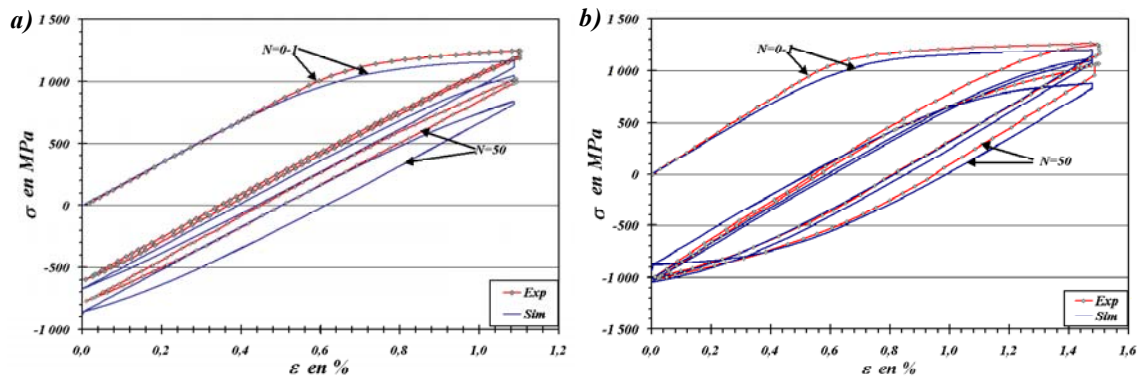 a)
1 500
1 000
500
0
-500
-1 000
σ en MPa
N=0-1
N=50
Exp
Sim
0,0 0,2 0,4 0,6 0,8 1,0 1,2
ε en %
b)
1 500
1 000
500
0
-500
-1 000
-1 500
σ en MPa
N=0-1
N=50
Exp
Sim
0,0 0,2 0,4 0,6 0,8 1,0 1,2 1,4 1,6
ε en %